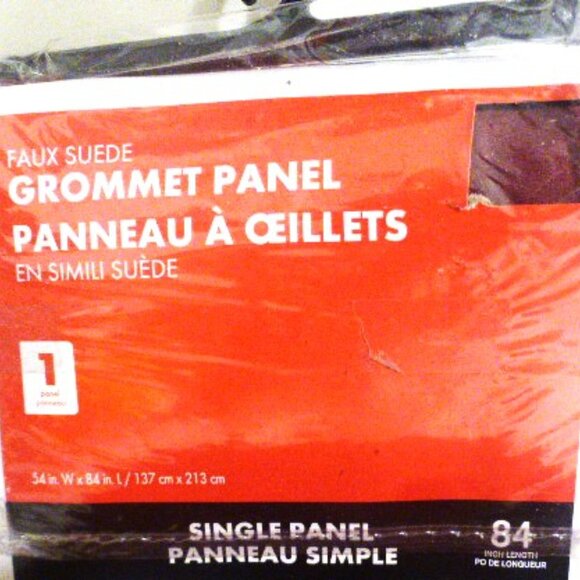 FAUX SUEDE
GROMMET PANEL
PANNEAU À ŒILLETS
EN SIMILI SUÈDE
1
panel
panneau
54 in. W x 84 in. L / 137 cm x 213 cm
SINGLE PANEL
PANNEAU SIMPLE
84
INCH LENGTH
PO DE LONGUEUR